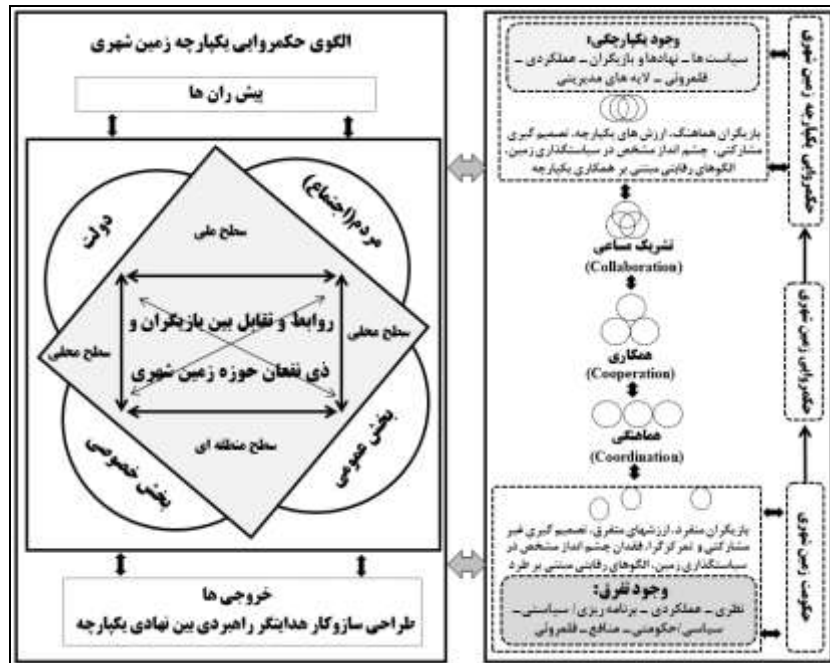 الگوی حکمروایی یکپارچه زمین شهری
پیش ران ها
دولت
مردم(اجتماع)
سطح ملی
سطح محلی
سطح محلی
روابط و تقابل بین بازیگران و
ذی نفعان حوزه زمین شهری
سطح منطقه ای
بخش خصوصی
بخش عمومی
خروجی ها
طراحی سازوکار هدایتگر راهبردی بین نهادی یکپارچه
وجود یکپارچگی:
سیاست ها ـ نهادها و بازیگران ـ عملکردی ـ
قلمروئی ـ لایه های مدیریتی
بازیگران هماهنگ، ارزش های یکپارچه، تصمیم گیری
مشارکتی، چشم انداز مشخص در سیاستگذاری زمین،
الگوهای رقابتی مبتنی بر همکاری یکپارچه
تشریک مساعی
(Collaboration)
همکاری
(Cooperation)
هماهنگی
(Coordination)
بازیگران منفرد، ارزشهای متفرق، تصمیم گیری غیر
مشارکتی و تمرکزگرا، فقدان چشم انداز مشخص در
سیاستگذاری زمین، الگوهای رقابتی مبتنی بر طرد
وجود تفرق:
نظری ـ عملکردی ـ برنامه ریزی/ سیاستی ـ
سیاسی/حکومتی ـ منافع ـ قلمروئی
حکمروایی یکپارچه زمین شهری
حکمروایی زمین شهری
حکومت زمین شهری